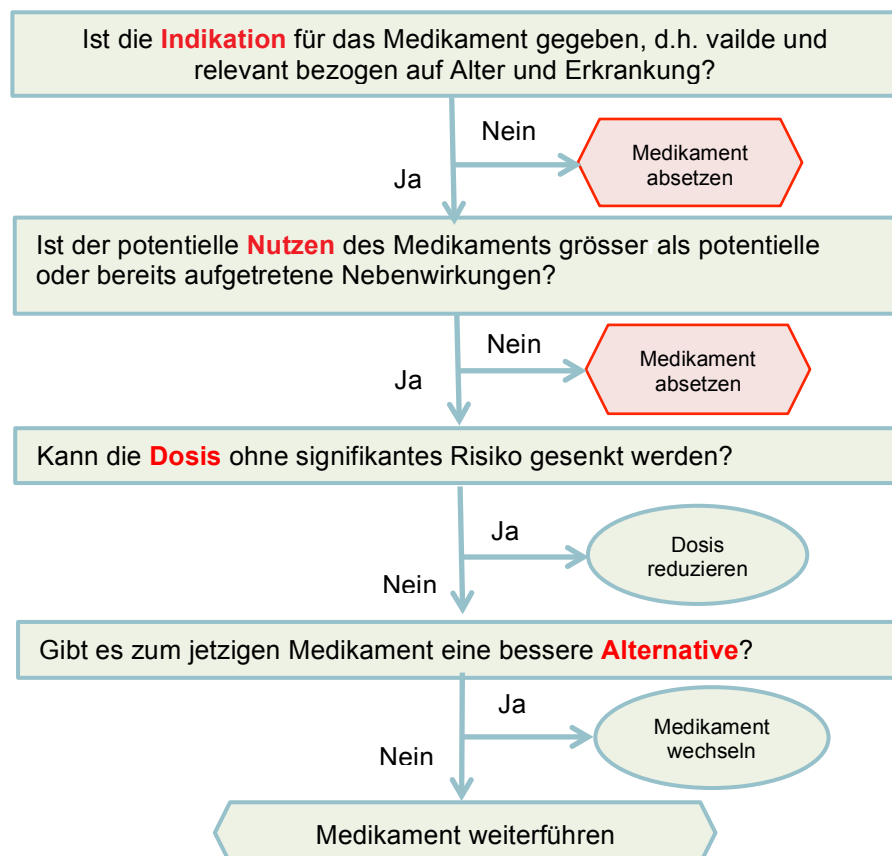 Ist die Indikation für das Medikament gegeben, d.h. vailde und
relevant bezogen auf Alter und Erkrankung?
Nein
Medikament
absetzen
Ja
Ist der potentielle Nutzen des Medikaments grösser als potentielle
oder bereits aufgetretene Nebenwirkungen?
Nein
Medikament
absetzen
Ja
Kann die Dosis ohne signifikantes Risiko gesenkt werden?
Ja
Dosis
reduzieren
Nein
Gibt es zum jetzigen Medikament eine bessere Alternative?
Ja
Medikament
wechseln
Nein
Medikament weiterführen